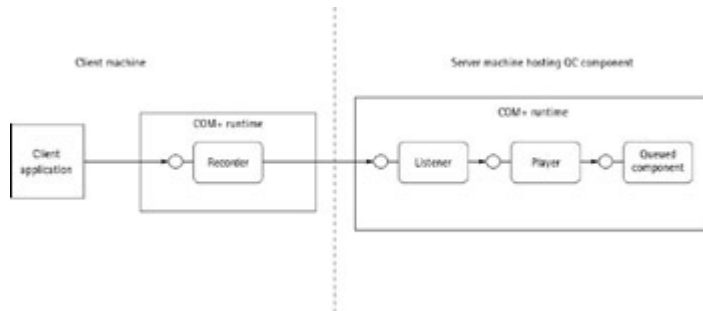 Client machine
Server machine hosting QC component
COM+ runtime
COM+ runtime
Client
application
Recorder
Listener
Player
Queued
component